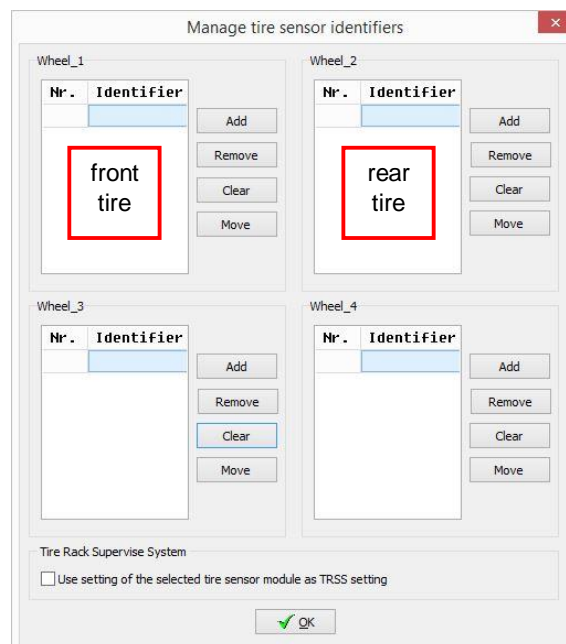 Manage tire sensor identifiers
Wheel_1
Nr. Identifier
Add
Remove
Clear
Move
front
tire
Wheel_2
Nr. Identifier
Add
Remove
Clear
Move
rear
tire
Wheel_3
Nr. Identifier
Add
Remove
Clear
Move
Wheel_4
Nr. Identifier
Add
Remove
Clear
Move
Tire Rack Supervise System
Use setting of the selected tire sensor module as TRSS setting
OK